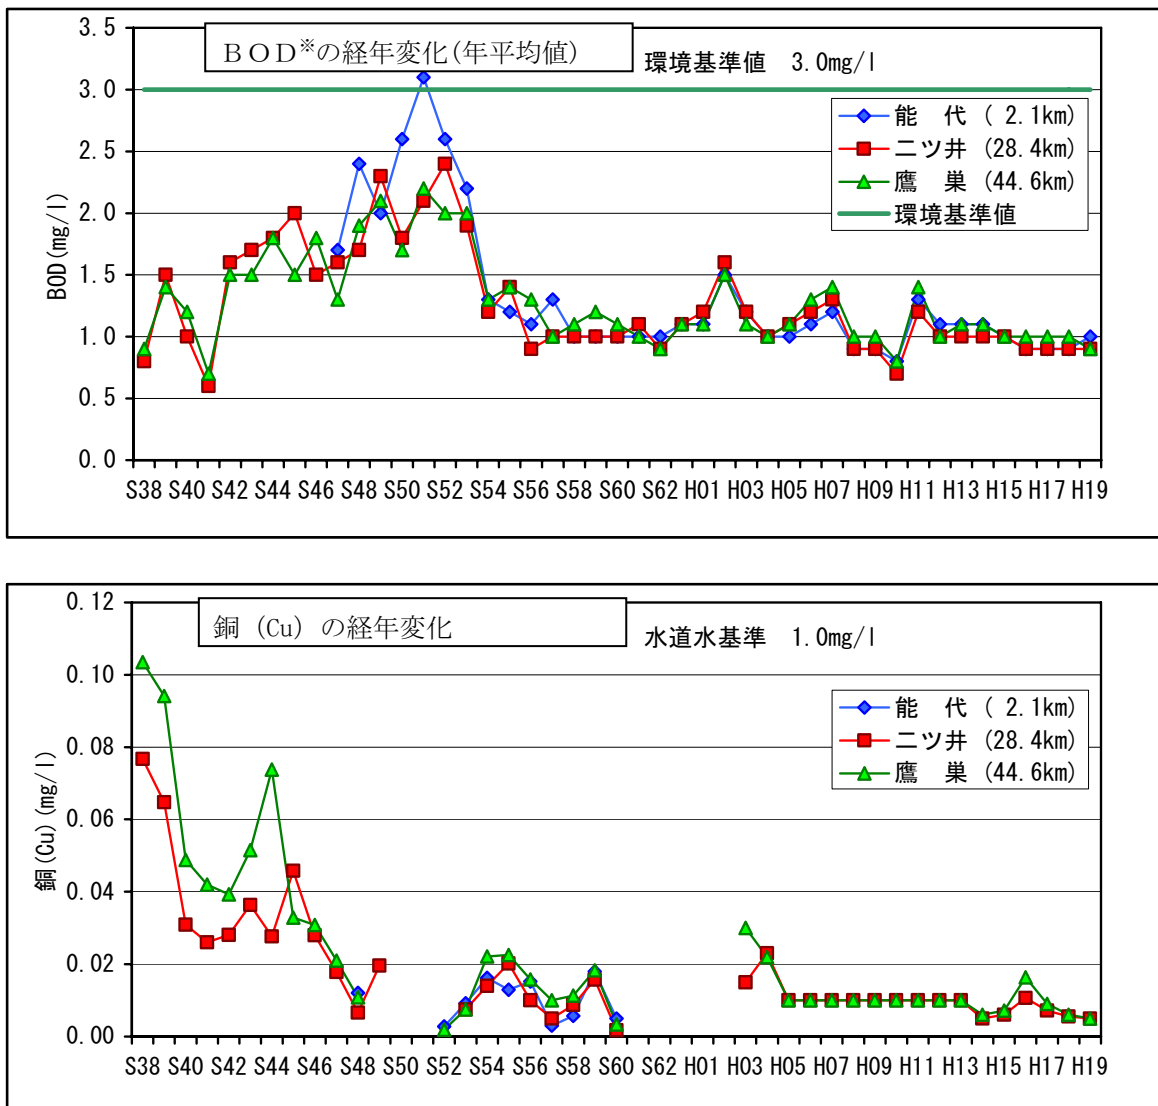 BOD※の経年変化(年平均値)
環境基準値 3.0mg/l
3.5
3.0
2.5
2.0
1.5
1.0
0.5
0.0
BOD(mg/l)
能 代 ( 2.1km)
二ツ井 (28.4km)
鷹 巣 (44.6km)
環境基準値
S38 S40 S42 S44 S46 S48 S50 S52 S54 S56 S58 S60 S62 H01 H03 H05 H07 H09 H11 H13 H15 H17 H19
銅 (Cu) の経年変化
水道水基準 1.0mg/l
0.12
0.10
0.08
0.06
0.04
0.02
0.00
銅(Cu)(mg/l)
能 代 ( 2.1km)
二ツ井 (28.4km)
鷹 巣 (44.6km)
S38 S40 S42 S44 S46 S48 S50 S52 S54 S56 S58 S60 S62 H01 H03 H05 H07 H09 H11 H13 H15 H17 H19